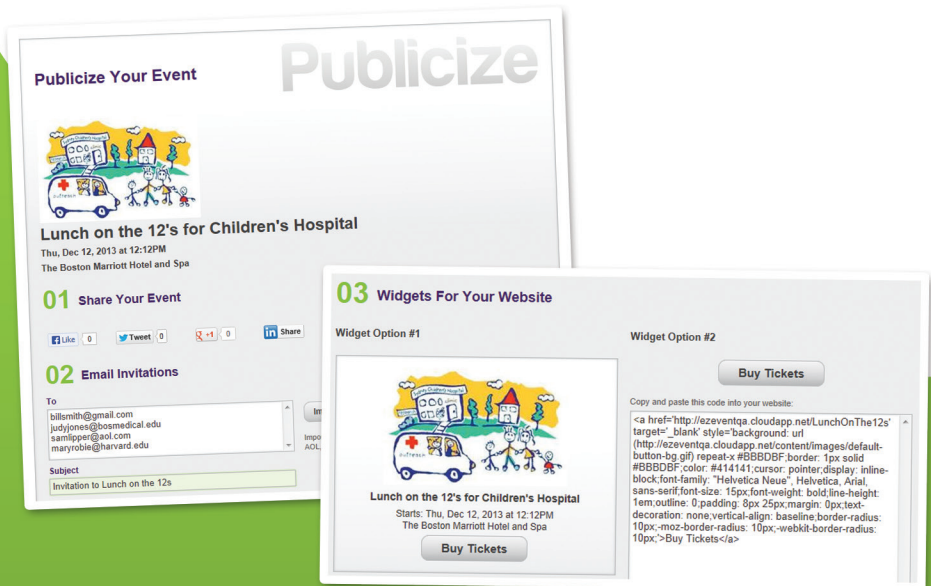 Publicize
Publicize Your Event
Lunch on the 12's for Children's Hospital
Thu, Dec 12, 2013 at 12:12PM
The Boston Marriott Hotel and Spa
01 Share Your Event
Like 0
Tweet 0
+1 0
Share
02 Email Invitations
To
billsmith@gmail.com
judyjones@bosmedical.edu
samlipper@aol.com
maryrobie@harvard.edu
AOL,
Subject
Invitation to Lunch on the 12s
03 Widgets For Your Website
Widget Option #1
outreach
Lunch on the 12's for Children's Hospital
Starts: Thu, Dec 12, 2013 at 12:12PM
The Boston Marriott Hotel and Spa
Buy Tickets
Widget Option #2
Buy Tickets
Copy and paste this code into your website:
<a href='http://ezeventqa.cloudapp.net/LunchOnThe12s'
target='_blank' style='background: url
(http://ezeventqa.cloudapp.net/content/images/default-
button-bg.gif) repeat-x #BBBDBF;border: 1px solid
#BBBDBF;color: #414141;cursor: pointer;display: inline-
block;font-family: "Helvetica Neue", Helvetica, Arial,
sans-serif;font-size: 15px;font-weight: bold;line-height:
1em;outline: 0;padding: 8px 25px;margin: 0px;text-
decoration: none;vertical-align: baseline;border-radius:
10px;-moz-border-radius: 10px;-webkit-border-radius:
10px;'>Buy Tickets</a>